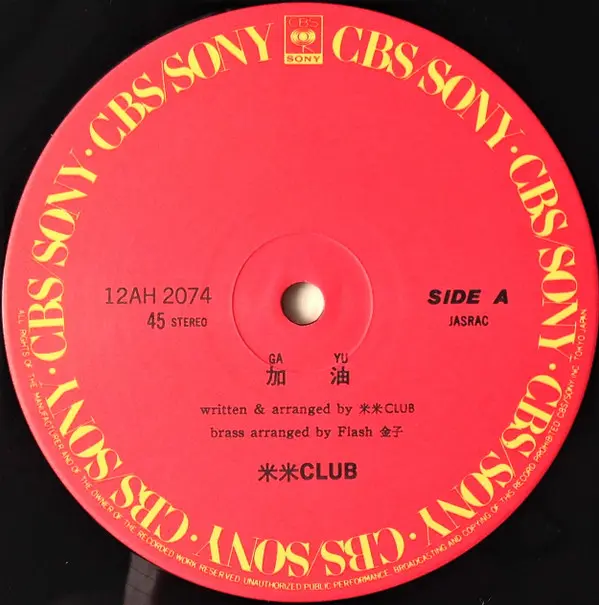 CBS/SONY · CBS/SONY · CBS/SONY · CBS/SONY · CBS/SONY · CBS/SONY · CBS/SONY · CBS/SONY
CBS
SONY
12AH 2074
SIDE A
45 STEREO
JASRAC
GA YU
加 油
written & arranged by 米米CLUB
brass arranged by Flash 金子
米米CLUB
ALL RIGHTS OF THE MANUFACTURER AND OF THE OWNER OF THE RECORDED WORK RESERVED. UNAUTHORIZED PUBLIC PERFORMANCE, BROADCASTING AND COPYING OF THIS RECORD PROHIBITED CBS/SONY INC. TOKYO JAPAN